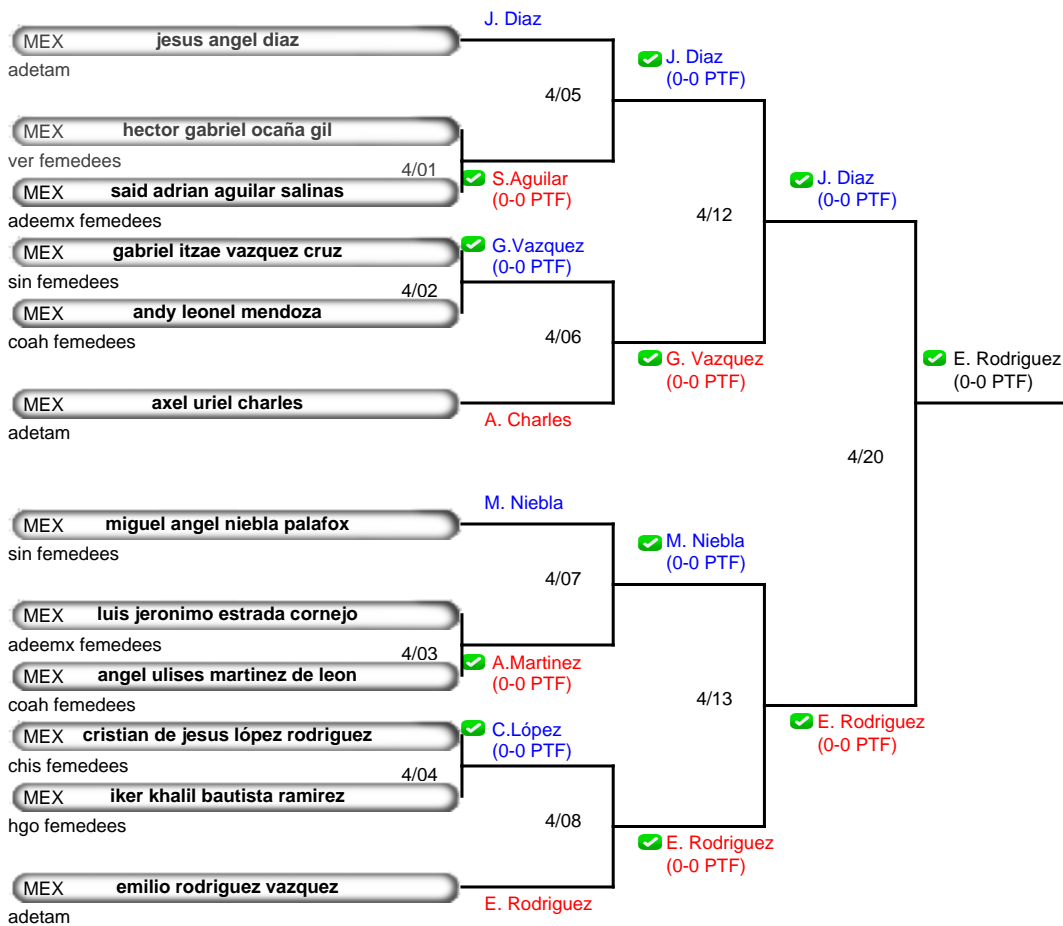 J. Diaz
MEX jesus angel diaz
adetam
J. Diaz
(0-0 PTF)
4/05
MEX hector gabriel ocaña gil
ver femedees
4/01
S.Aguilar
(0-0 PTF)
MEX said adrian aguilar salinas
adeemx femedees
J. Diaz
(0-0 PTF)
4/12
MEX gabriel itzae vazquez cruz
sin femedees
G.Vazquez
(0-0 PTF)
4/02
MEX andy leonel mendoza
coah femedees
4/06
G. Vazquez
(0-0 PTF)
E. Rodriguez
(0-0 PTF)
MEX axel uriel charles
adetam
A. Charles
4/20
M. Niebla
MEX miguel angel niebla palafox
sin femedees
M. Niebla
(0-0 PTF)
4/07
MEX luis jeronimo estrada cornejo
adeemx femedees
4/03
A.Martinez
(0-0 PTF)
MEX angel ulises martinez de leon
coah femedees
4/13
E. Rodriguez
(0-0 PTF)
MEX cristian de jesus lópez rodriguez
chis femedees
C.López
(0-0 PTF)
4/04
MEX iker khalil bautista ramirez
hgo femedees
4/08
E. Rodriguez
(0-0 PTF)
MEX emilio rodriguez vazquez
adetam
E. Rodriguez